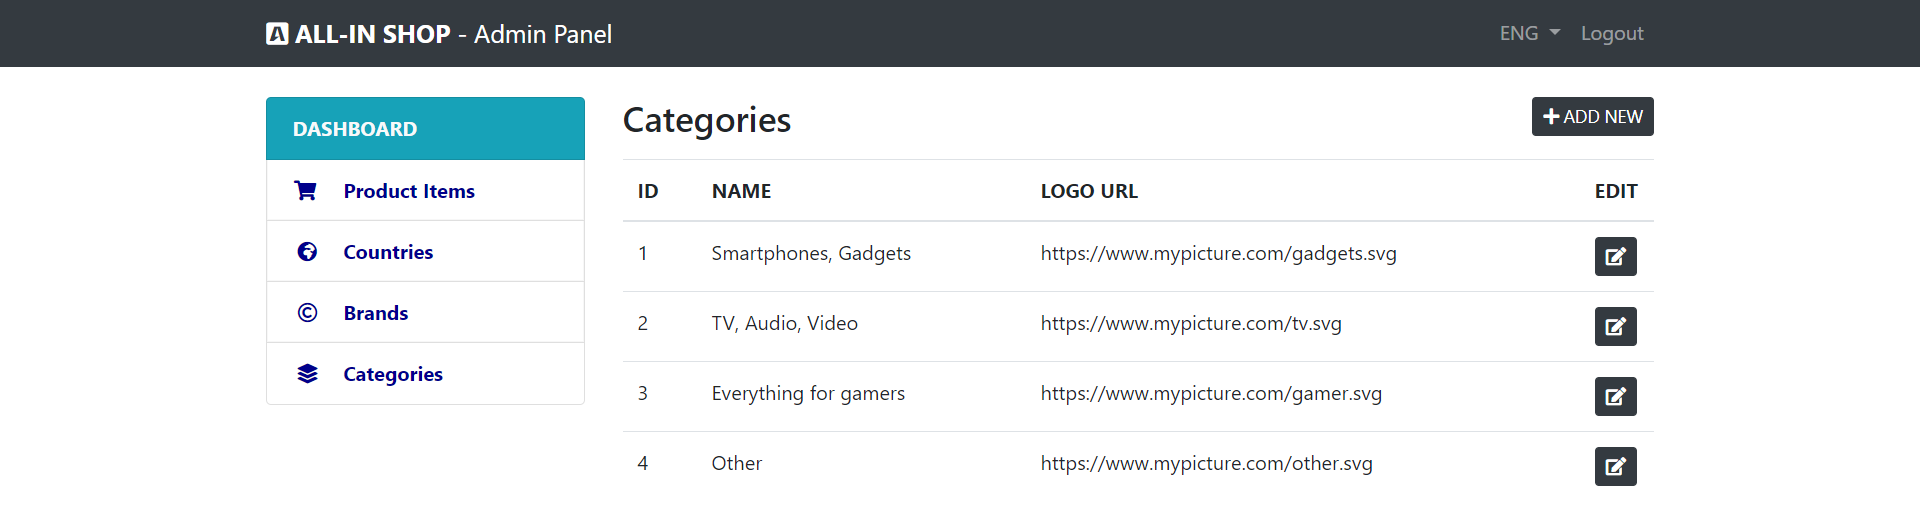 ALL-IN SHOP - Admin Panel
ENG
Logout
DASHBOARD
Product Items
Countries
Brands
Categories
Categories
ADD NEW
ID NAME LOGO URL EDIT
1 Smartphones, Gadgets https://www.mypicture.com/gadgets.svg
2 TV, Audio, Video https://www.mypicture.com/tv.svg
3 Everything for gamers https://www.mypicture.com/gamer.svg
4 Other https://www.mypicture.com/other.svg